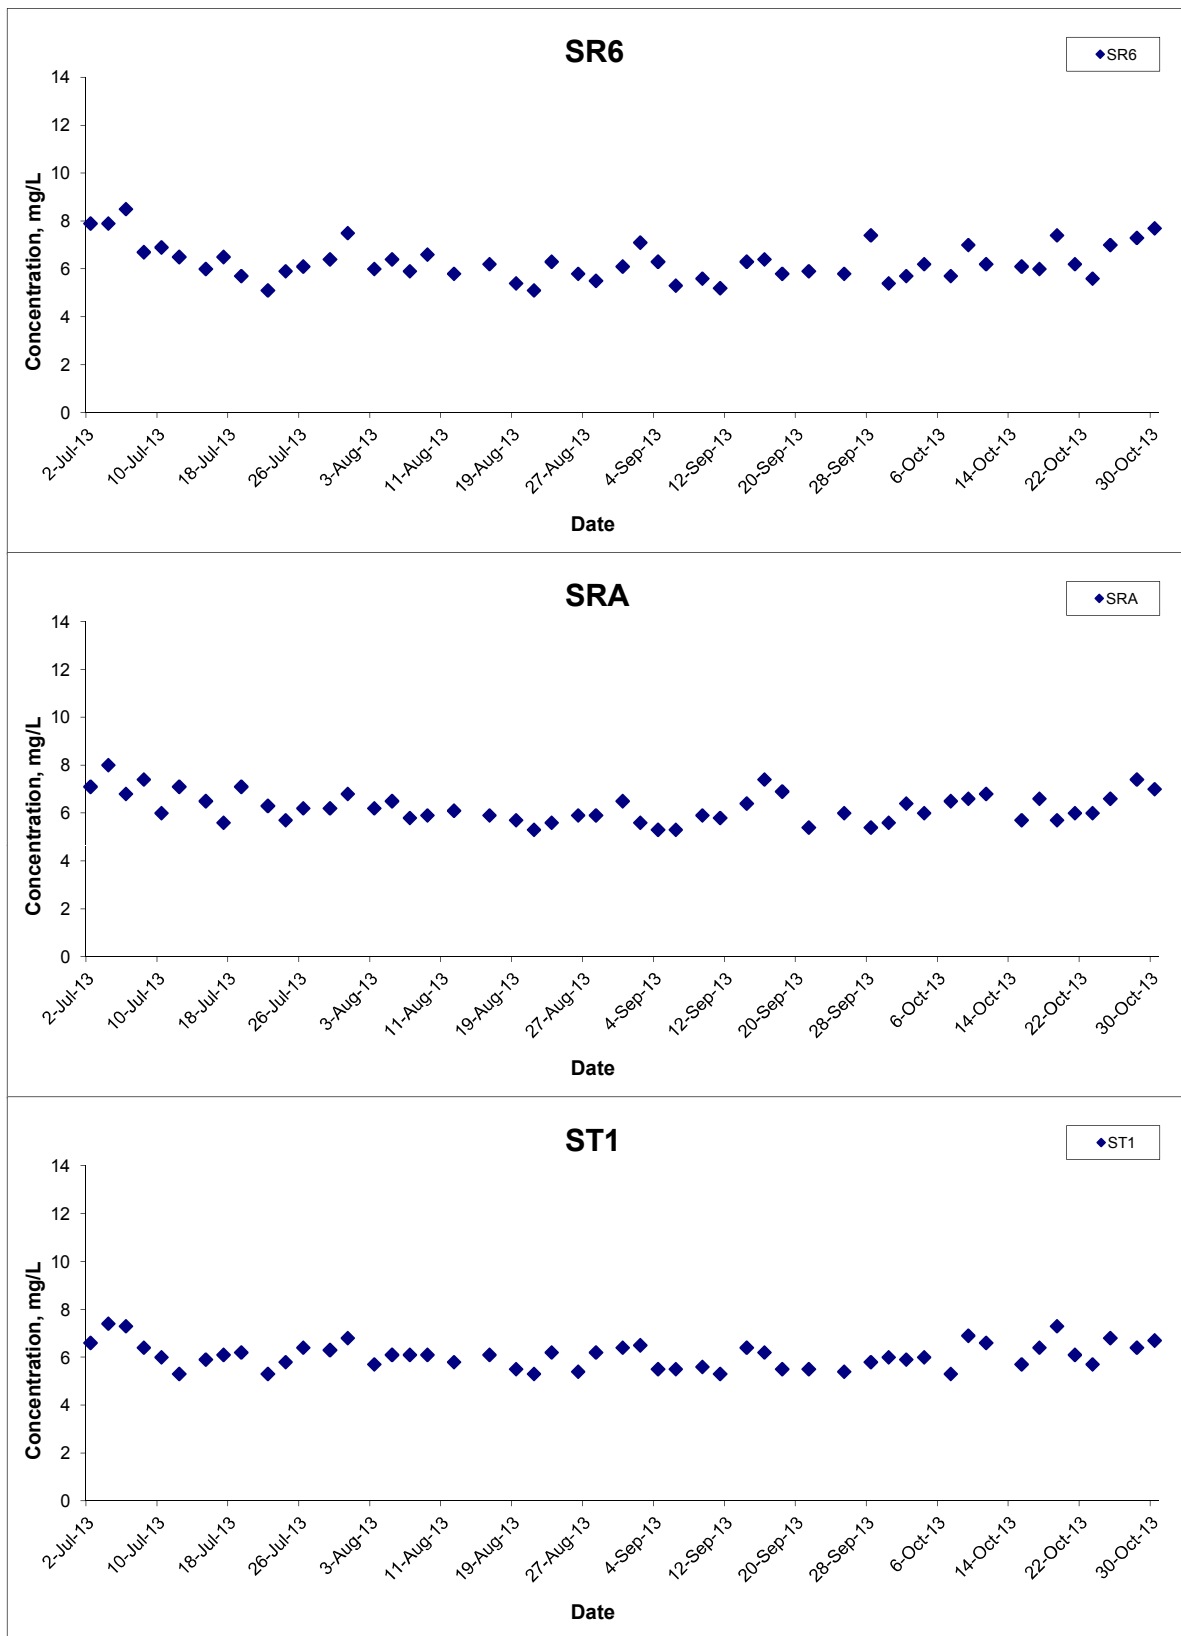 SR6
SR6
14
12
10
8
6
4
2
0
Concentration, mg/L
2-Jul-13
10-Jul-13
18-Jul-13
26-Jul-13
3-Aug-13
11-Aug-13
19-Aug-13
27-Aug-13
4-Sep-13
12-Sep-13
20-Sep-13
28-Sep-13
6-Oct-13
14-Oct-13
22-Oct-13
30-Oct-13
Date
SRA
SRA
14
12
10
8
6
4
2
0
Concentration, mg/L
2-Jul-13
10-Jul-13
18-Jul-13
26-Jul-13
3-Aug-13
11-Aug-13
19-Aug-13
27-Aug-13
4-Sep-13
12-Sep-13
20-Sep-13
28-Sep-13
6-Oct-13
14-Oct-13
22-Oct-13
30-Oct-13
Date
ST1
ST1
14
12
10
8
6
4
2
0
Concentration, mg/L
2-Jul-13
10-Jul-13
18-Jul-13
26-Jul-13
3-Aug-13
11-Aug-13
19-Aug-13
27-Aug-13
4-Sep-13
12-Sep-13
20-Sep-13
28-Sep-13
6-Oct-13
14-Oct-13
22-Oct-13
30-Oct-13
Date